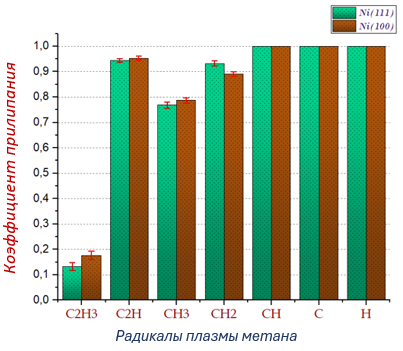 Ni(111)
Ni(100)
Коэффициент прилипания
1,0
0,9
0,8
0,7
0,6
0,5
0,4
0,3
0,2
0,1
0,0
C2H3 C2H CH3 CH2 CH C H
Радикалы плазмы метана